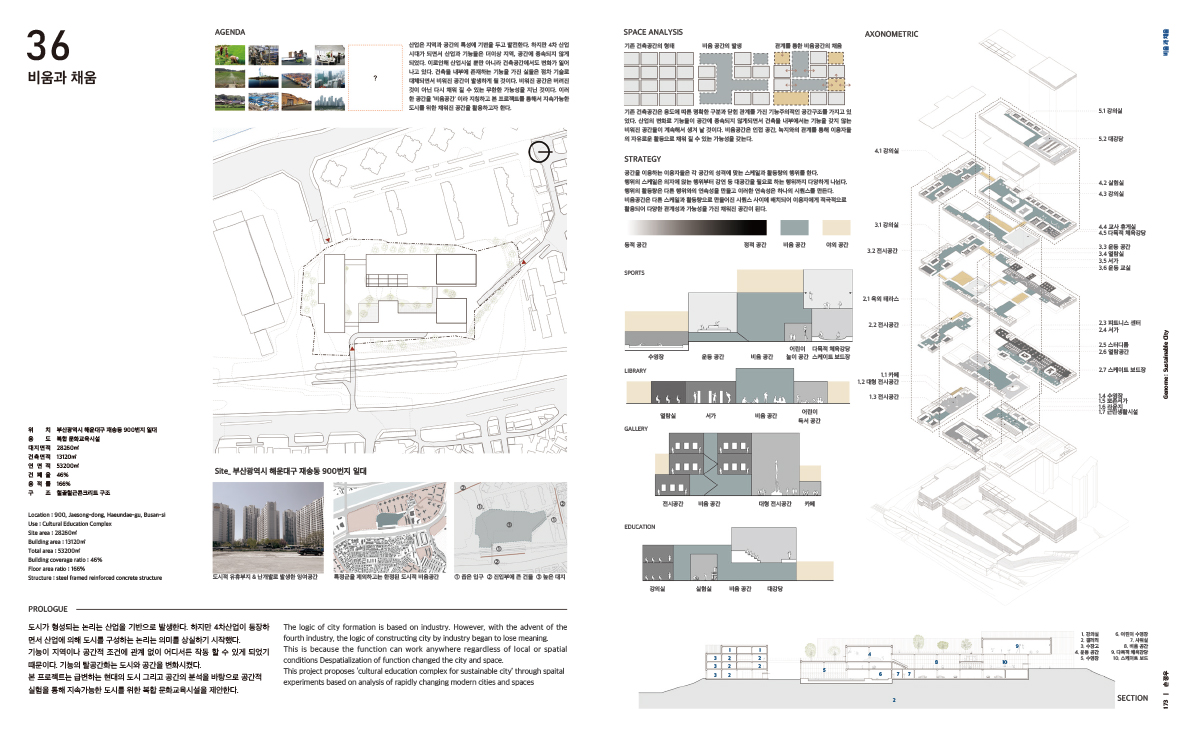 36
비움과 채움
AGENDA
산업은 지역과 공간의 특성에 기반을 두고 발전한다. 하지만 4차 산업
시대가 되면서 산업과 기능들은 더이상 지역, 공간에 종속되지 않게
되었다. 이로인해 산업시설 뿐만 아니라 건축공간에서도 변화가 일어
나고 있다. 건축을 내부에 존재하는 기능을 가진 실들은 점차 기술로
대체되면서 비워진 공간이 발생하게 될 것이다. 비워진 공간은 버려진
것이 아닌 다시 채워 질 수 있는 무한한 가능성을 지닌 것이다. 이러
한 공간을 '비움공간' 이라 지칭하고 본 프로젝트를 통해서 지속가능한
도시를 위한 채워진 공간을 활용하고자 한다.
?
위 치 부산광역시 해운대구 재송동 900번지 일대
용 도 복합 문화교육시설
대지면적 28260㎡
건축면적 13120㎡
연 면 적 53200㎡
건 폐 율 46%
용 적 률 166%
구 조 철골철근콘크리트 구조
Location : 900, Jaesong-dong, Haeundae-gu, Busan-si
Use : Cultural Education Complex
Site area : 28260㎡
Building area : 13120㎡
Total area : 53200㎡
Building coverage ratio : 46%
Floor area ratio : 166%
Structure : steel framed reinforced concrete structure
Site_ 부산광역시 해운대구 재송동 900번지 일대
도시적 유휴부지 & 난개발로 발생한 잉여공간
특정군을 제외하고는 한정된 도시적 비움공간
① 좁은 입구 ② 진입부에 큰 건물 ③ 높은 대지
PROLOGUE
도시가 형성되는 논리는 산업을 기반으로 발생한다. 하지만 4차산업이 등장하
면서 산업에 의해 도시를 구성하는 논리는 의미를 상실하기 시작했다.
기능이 지역이나 공간적 조건에 관계 없이 어디서든 작동 할 수 있게 되었기
때문이다. 기능의 탈공간화는 도시와 공간을 변화시켰다.
본 프로젝트는 급변하는 현대의 도시 그리고 공간의 분석을 바탕으로 공간적
실험을 통해 지속가능한 도시를 위한 복합 문화교육시설을 제안한다.
The logic of city formation is based on industry. However, with the advent of the
fourth industry, the logic of constructing city by industry began to lose meaning.
This is because the function can work anywhere regardless of local or spatial
conditions Despatialization of function changed the city and space.
This project proposes 'cultural education complex for sustainable city' through spaital
experiments based on analysis of rapidly changing modern cities and spaces
SPACE ANALYSIS
기존 건축공간의 형태
비움 공간의 발생
관계를 통한 비움공간의 채움
기존 건축공간은 용도에 따른 명확한 구분과 닫힌 관계를 가진 기능주의적인 공간구조를 가지고 있
었다. 산업의 변화로 기능들이 공간에 종속되지 않게되면서 건축물 내부에서는 기능을 갖지 않는
비워진 공간들이 계속해서 생겨 날 것이다. 비움공간은 인접 공간, 녹지와의 관계를 통해 이용자들
의 자유로운 활동으로 채워 질 수 있는 가능성을 갖는다.
STRATEGY
공간을 이용하는 이용자들은 각 공간의 성격에 맞는 스케일과 활동량의 행위를 한다.
행위의 스케일은 의자에 앉는 행위부터 강연 등 대공간을 필요로 하는 행위까지 다양하게 나뉜다.
행위의 활동량은 다른 행위와의 연속성을 만들고 이러한 연속성은 하나의 시퀀스를 만든다.
비움공간은 다른 스케일과 활동량으로 만들어진 시퀀스 사이에 배치되어 이용자에게 적극적으로
활용되어 다양한 관계성과 가능성을 가진 채워진 공간이 된다.
동적 공간
정적 공간
비움 공간
야외 공간
SPORTS
수영장
운동 공간
비움 공간
어린이
놀이 공간
다목적 체육강당
스케이트 보드장
LIBRARY
열람실
서가
비움 공간
어린이
독서 공간
GALLERY
전시공간
비움 공간
대형 전시공간
카페
EDUCATION
강의실
실험실
비움 공간
대강당
AXONOMETRIC
5.1 강의실
5.2 대강당
4.1 강의실
4.2 실험실
4.3 강의실
4.4 교사 휴게실
4.5 다목적 체육강당
3.1 강의실
3.2 전시공간
3.3 운동 공간
3.4 열람실
3.5 서가
3.6 운동 교실
2.1 옥외 테라스
2.2 전시공간
2.3 피트니스 센터
2.4 서가
2.5 스터디룸
2.6 열람공간
2.7 스케이트 보드장
1.1 카페
1.2 대형 전시공간
1.3 전시공간
1.4 수영장
1. 강의실
2. 갤러리
3. 수장고
4. 운동 공간
5. 수영장
6. 어린이 수영장
7. 샤워실
8. 비움 공간
9. 다목적 체육강당
10. 스케이트 보드
SECTION
비움과 채움
Genome : Sustainable City
173 | 손정우